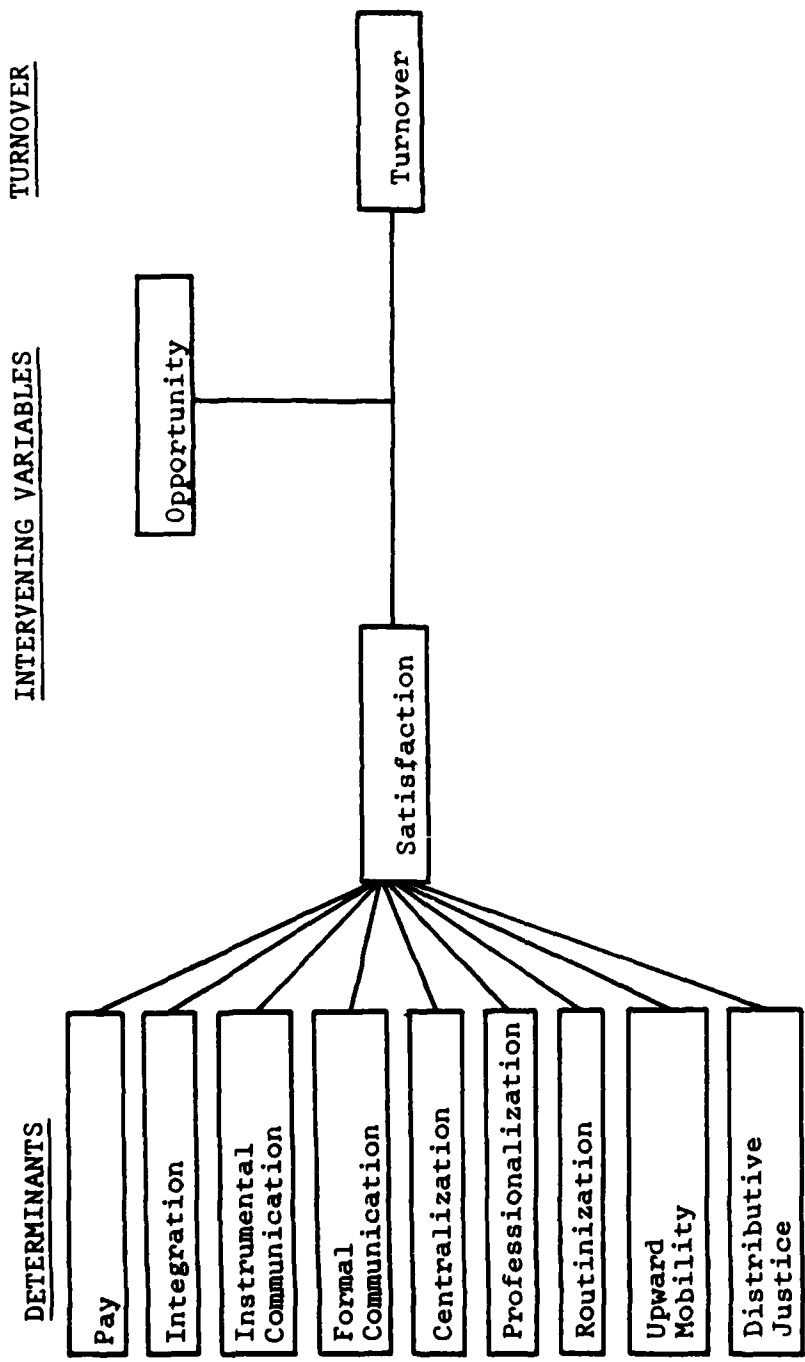 DETERMINANTS
INTERVENING VARIABLES
TURNOVER
Pay
Integration
Instrumental
Communication
Formal
Communication
Centralization
Professionalization
Routinization
Upward
Mobility
Distributive
Justice
Satisfaction
Opportunity
Turnover